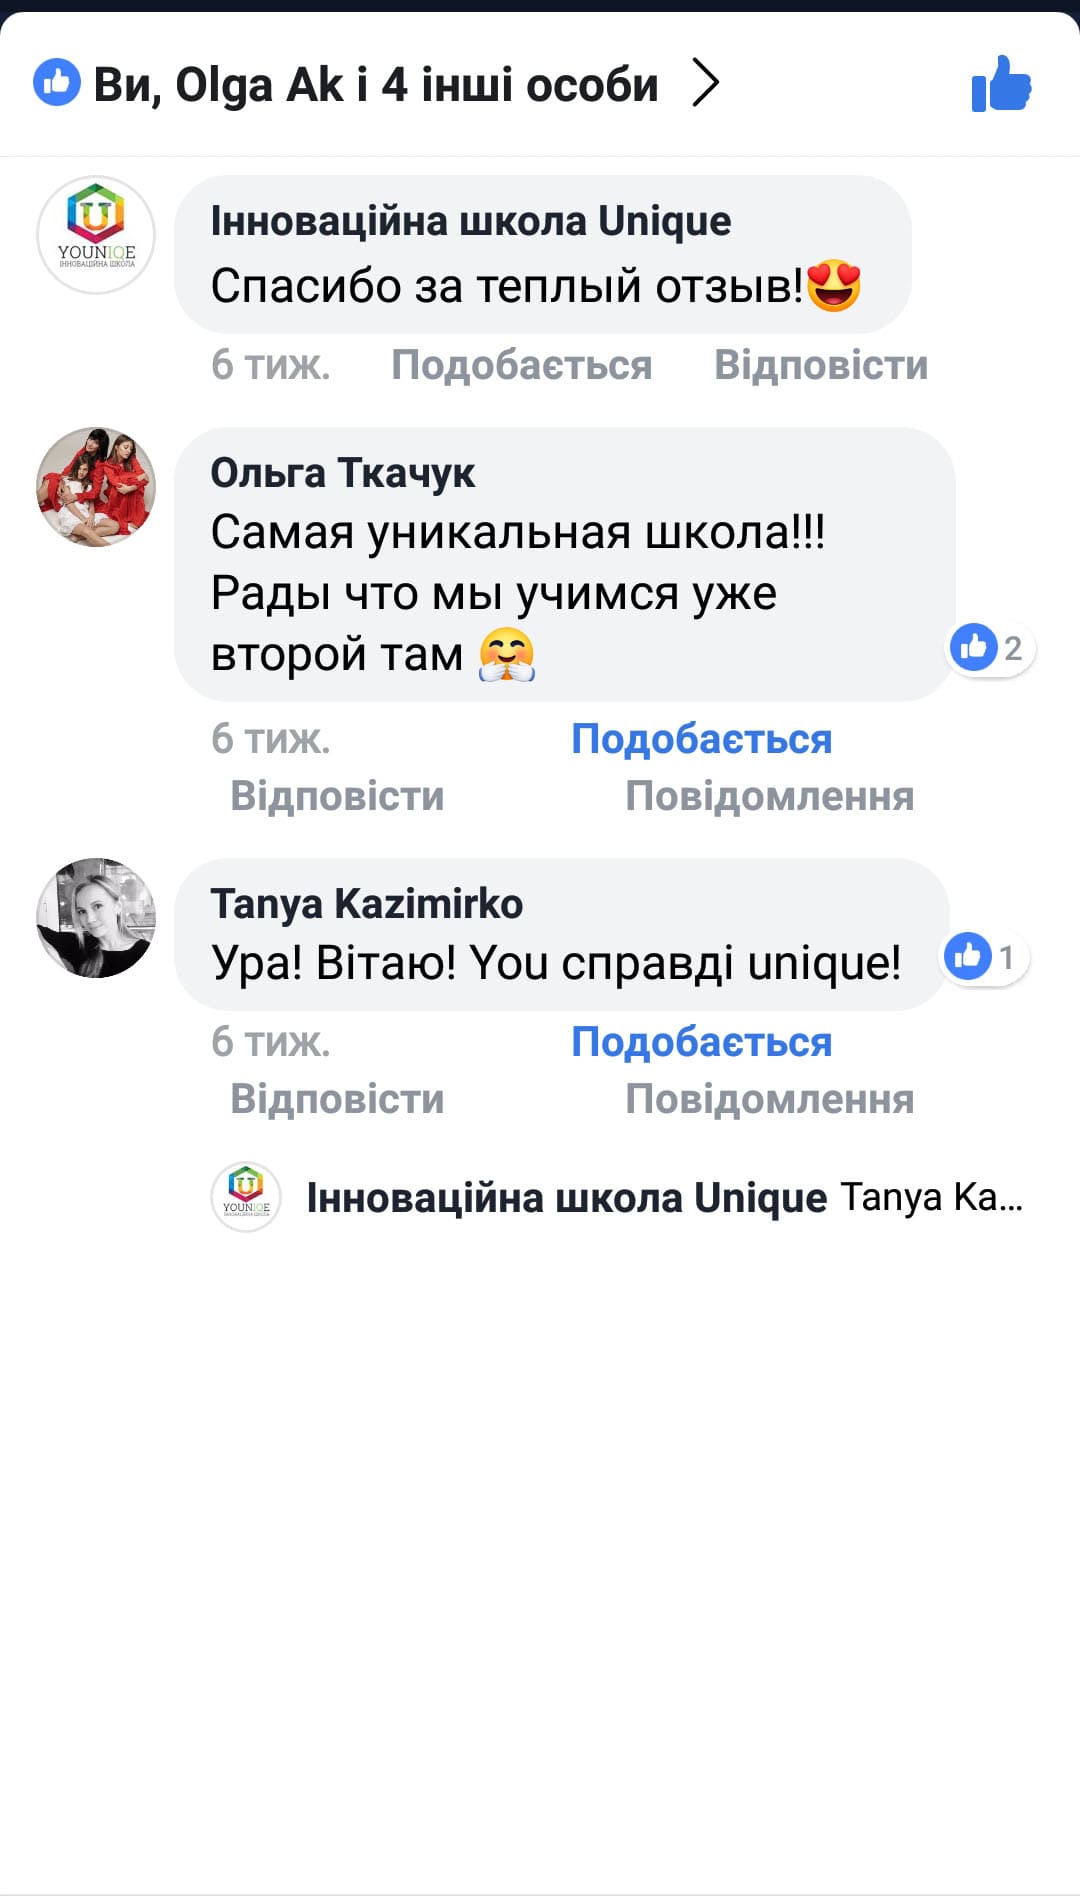 Ви, Olga Ak і 4 інші особи
YOUNIQE
ІННОВАЦІЙНА ШКОЛА
Інноваційна школа Unique
Спасибо за теплый отзыв!😍
6 тиж. Подобається Відповісти
Ольга Ткачук
Самая уникальная школа!!!
Рады что мы учимся уже
второй там 🤗
2
6 тиж. Подобається
Відповісти Повідомлення
Tanya Kazimirko
Ура! Вітаю! You справді unique!
1
6 тиж. Подобається
Відповісти Повідомлення
YOUNIQE
ІННОВАЦІЙНА ШКОЛА
Інноваційна школа Unique Tanya Ka...